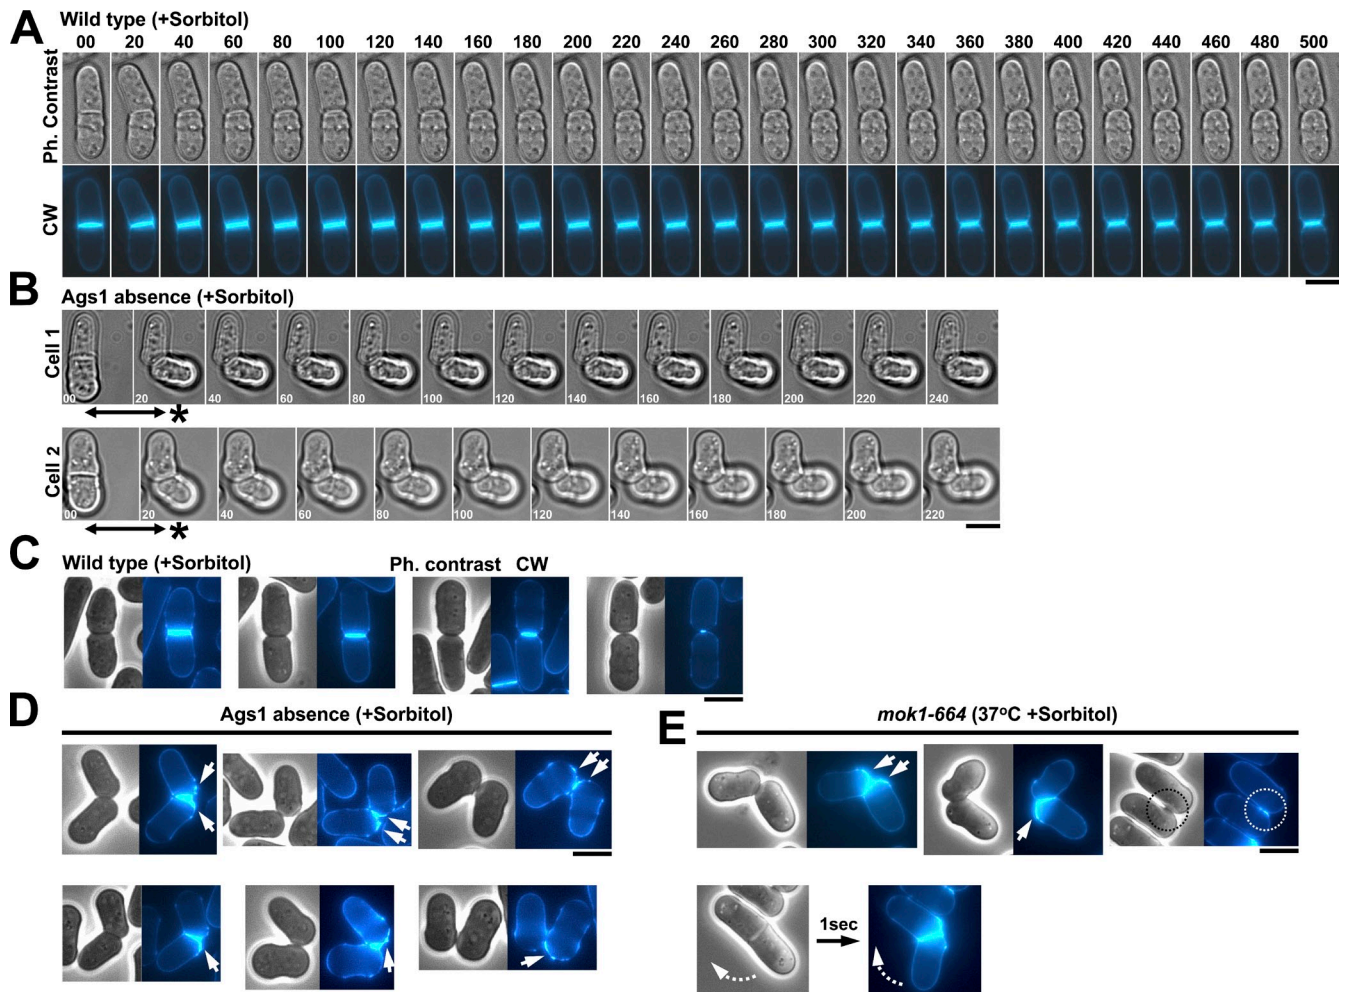 A
Wild type (+Sorbitol)
00 20 40 60 80 100 120 140 160 180 200 220 240 260 280 300 320 340 360 380 400 420 440 460 480 500
Ph. Contrast
CW
B
Ags1 absence (+Sorbitol)
Cell 1
00 20 40 60 80 100 120 140 160 180 200 220 240
*
Cell 2
00 20 40 60 80 100 120 140 160 180 200 220
*
C
Wild type (+Sorbitol) Ph. contrast CW
D
Ags1 absence (+Sorbitol)
E
mok1-664 (37ºC +Sorbitol)
1sec